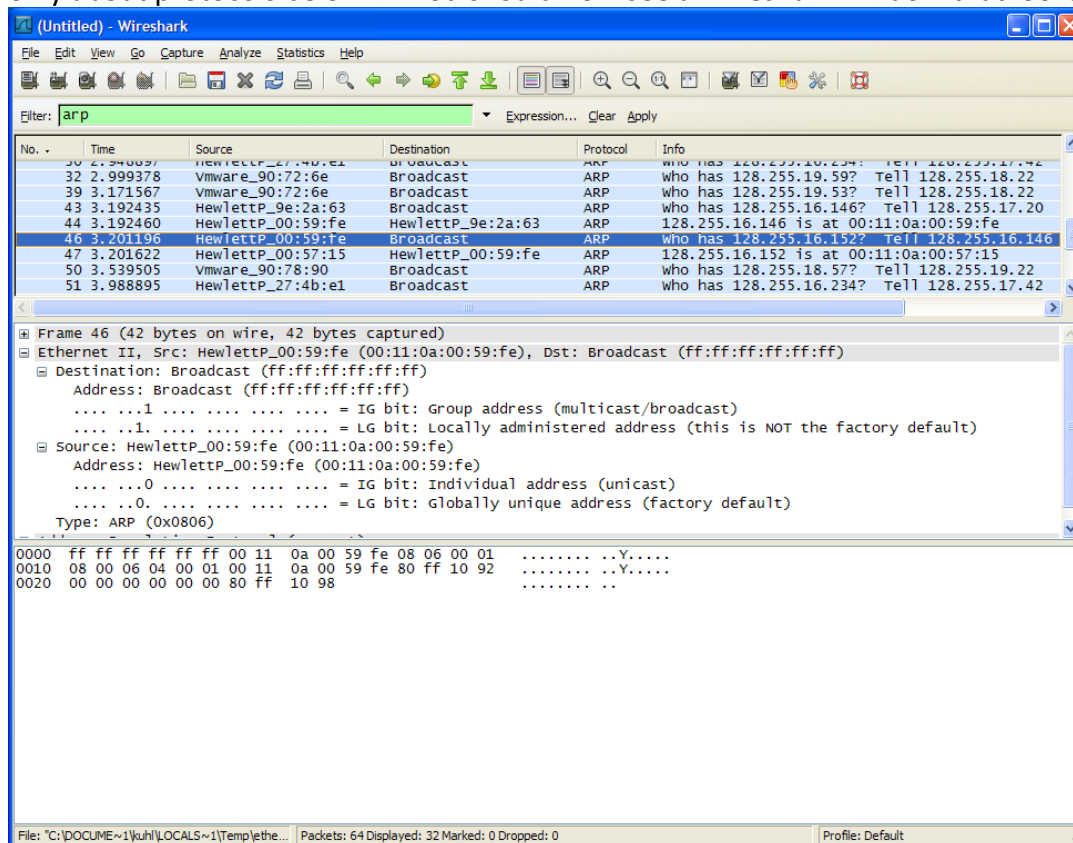 (Untitled) - Wireshark
File Edit View Go Capture Analyze Statistics Help
Filter: arp Expression... Clear Apply
No. . Time Source Destination Protocol Info
32 2.999378 Vmware_90:72:6e Broadcast ARP who has 128.255.19.59? Tell 128.255.18.22
39 3.171567 Vmware_90:72:6e Broadcast ARP who has 128.255.19.53? Tell 128.255.18.22
43 3.192435 HewlettP_9e:2a:63 Broadcast ARP who has 128.255.16.146? Tell 128.255.17.20
44 3.192460 HewlettP_00:59:fe HewlettP_9e:2a:63 ARP 128.255.16.146 is at 00:11:0a:00:59:fe
46 3.201196 HewlettP_00:59:fe Broadcast ARP who has 128.255.16.152? Tell 128.255.16.146
47 3.201622 HewlettP_00:57:15 HewlettP_00:59:fe ARP 128.255.16.152 is at 00:11:0a:00:57:15
50 3.539505 Vmware_90:78:90 Broadcast ARP who has 128.255.18.57? Tell 128.255.19.22
51 3.988895 HewlettP_27:4b:e1 Broadcast ARP who has 128.255.16.234? Tell 128.255.17.42
Frame 46 (42 bytes on wire, 42 bytes captured)
Ethernet II, Src: HewlettP_00:59:fe (00:11:0a:00:59:fe), Dst: Broadcast (ff:ff:ff:ff:ff:ff)
Destination: Broadcast (ff:ff:ff:ff:ff:ff)
Address: Broadcast (ff:ff:ff:ff:ff:ff)
.... ...1 .... .... .... .... = IG bit: Group address (multicast/broadcast)
.... ..1. .... .... .... .... = LG bit: Locally administered address (this is NOT the factory default)
Source: HewlettP_00:59:fe (00:11:0a:00:59:fe)
Address: HewlettP_00:59:fe (00:11:0a:00:59:fe)
.... ...0 .... .... .... .... = IG bit: Individual address (unicast)
.... ..0. .... .... .... .... = LG bit: Globally unique address (factory default)
Type: ARP (0x0806)
0000 ff ff ff ff ff ff 00 11 0a 00 59 fe 08 06 00 01 ........ ..Y.....
0010 08 00 06 04 00 01 00 11 0a 00 59 fe 80 ff 10 92 ........ ..Y.....
0020 00 00 00 00 00 00 80 ff 10 98 ........ ..
File: "C:\DOCUME~1\kuhl\LOCALS~1\Temp\ethe... Packets: 64 Displayed: 32 Marked: 0 Dropped: 0 Profile: Default